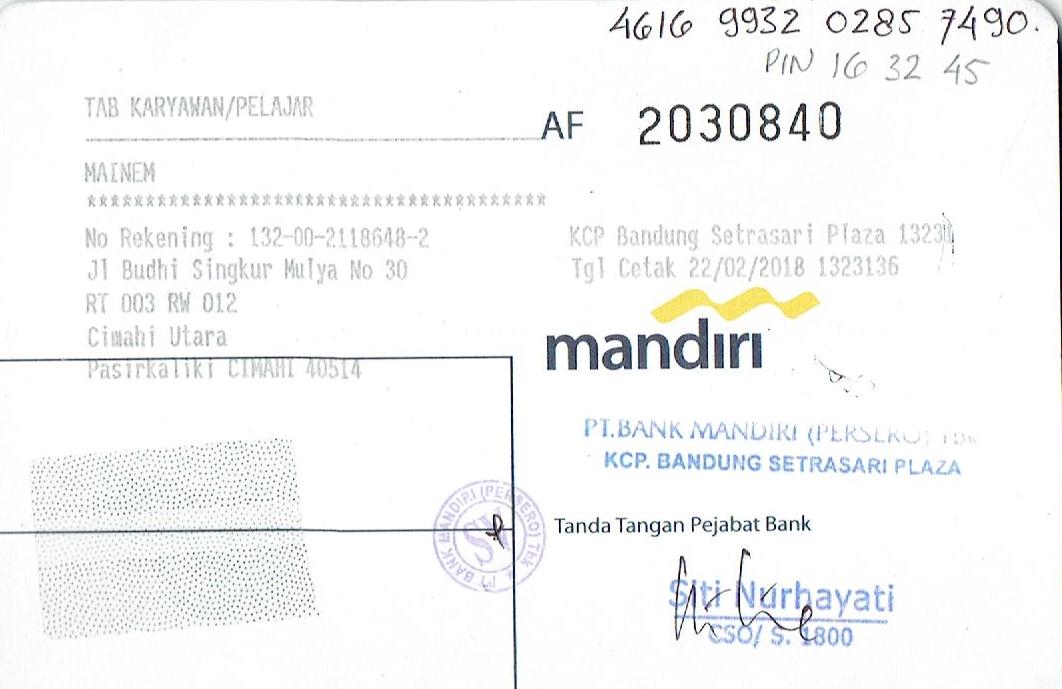 4616 9932 0285 7490.
PIN 16 32 45
TAB KARYAWAN/PELAJAR
AF 2030840
MAINEM
****************************************
No Rekening : 132-00-2118648-2
Jl Budhi Singkur Mulya No 30
RT 003 RW 012
Cimahi Utara
Pasirkaliki CIMAHI 40514
KCP Bandung Setrasari Plaza 1323
Tgl Cetak 22/02/2018 1323136
mandiri
PT.BANK MANDIRI (PERSERO) Tbk
KCP. BANDUNG SETRASARI PLAZA
PT BANK MANDIRI (PERSERO) Tbk
Tanda Tangan Pejabat Bank
Siti Nurhayati
CSO/ S. 1800